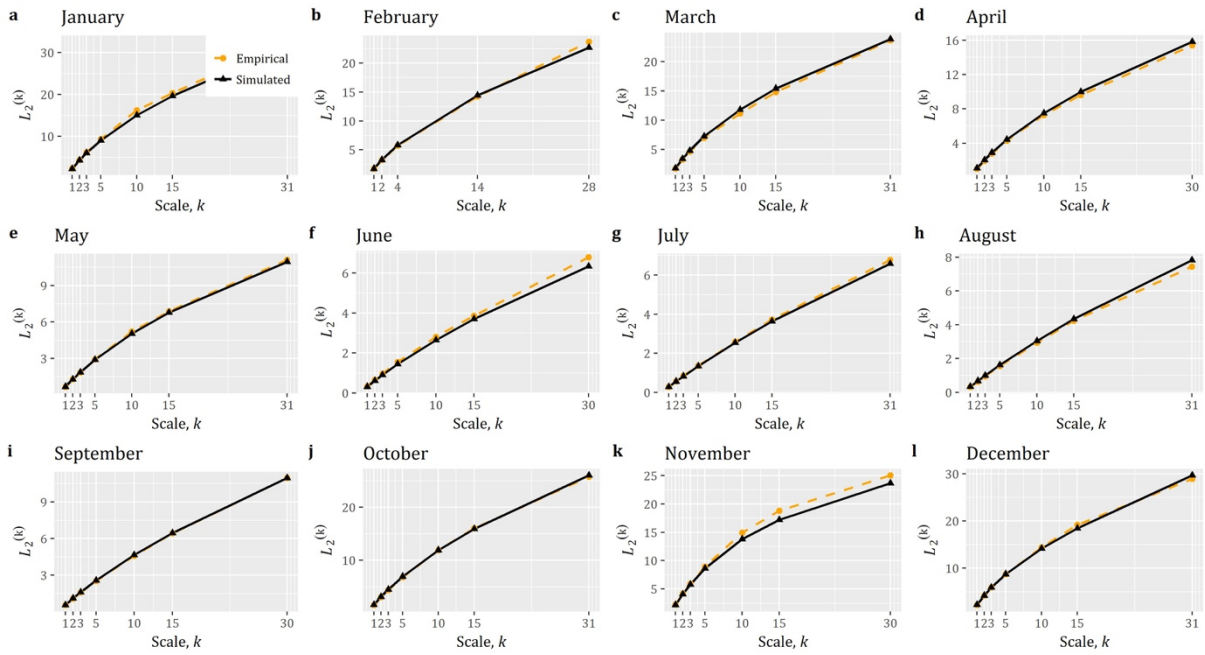 a January
30
20
10
L₂⁽ᵏ⁾
Empirical
Simulated
1 2 3 5 10 15 31
Scale, k
b February
20
15
10
5
L₂⁽ᵏ⁾
1 2 4 14 28
Scale, k
c March
20
15
10
5
L₂⁽ᵏ⁾
1 2 3 5 10 15 31
Scale, k
d April
16
12
8
4
L₂⁽ᵏ⁾
1 2 3 5 10 15 30
Scale, k
e May
9
6
3
L₂⁽ᵏ⁾
1 2 3 5 10 15 31
Scale, k
f June
6
4
2
0
L₂⁽ᵏ⁾
1 2 3 5 10 15 30
Scale, k
g July
6
4
2
0
L₂⁽ᵏ⁾
1 2 3 5 10 15 31
Scale, k
h August
8
6
4
2
0
L₂⁽ᵏ⁾
1 2 3 5 10 15 31
Scale, k
i September
9
6
3
L₂⁽ᵏ⁾
1 2 3 5 10 15 30
Scale, k
j October
20
10
L₂⁽ᵏ⁾
1 2 3 5 10 15 31
Scale, k
k November
25
20
15
10
5
L₂⁽ᵏ⁾
1 2 3 5 10 15 30
Scale, k
l December
30
20
10
L₂⁽ᵏ⁾
1 2 3 5 10 15 31
Scale, k